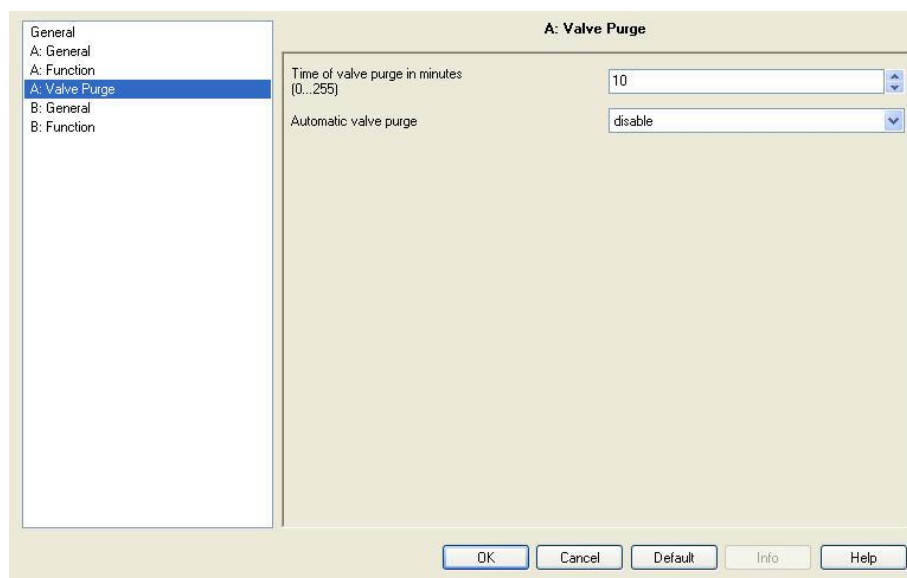 General
A: General
A: Function
A: Valve Purge
B: General
B: Function
A: Valve Purge
Time of valve purge in minutes
(0...255)
10
Automatic valve purge
disable
OK
Cancel
Default
Info
Help